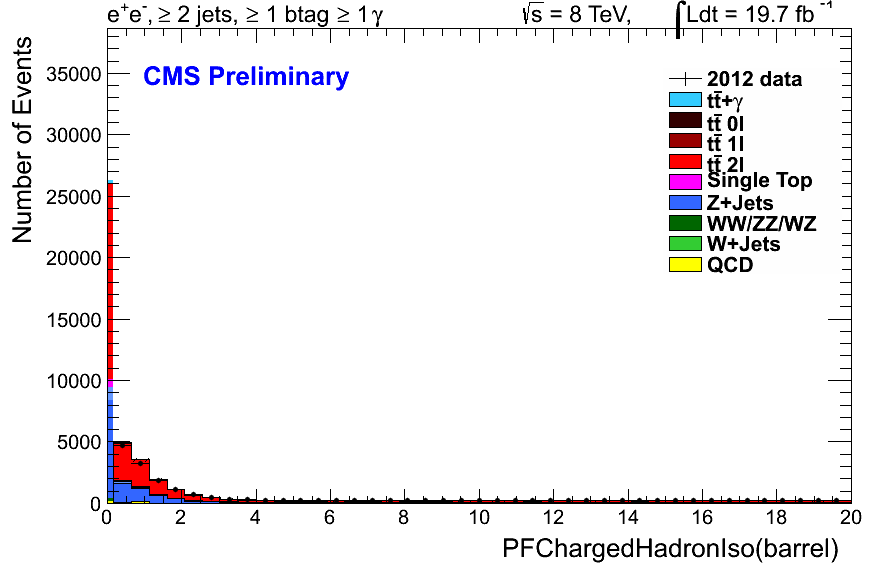 e⁺e⁻, ≥ 2 jets, ≥ 1 btag ≥ 1 γ
√s = 8 TeV, ∫Ldt = 19.7 fb⁻¹
CMS Preliminary
2012 data
tt̄+γ
tt̄ 0l
tt̄ 1l
tt̄ 2l
Single Top
Z+Jets
WW/ZZ/WZ
W+Jets
QCD
Number of Events
35000
30000
25000
20000
15000
10000
5000
0
0 2 4 6 8 10 12 14 16 18 20
PFChargedHadronIso(barrel)